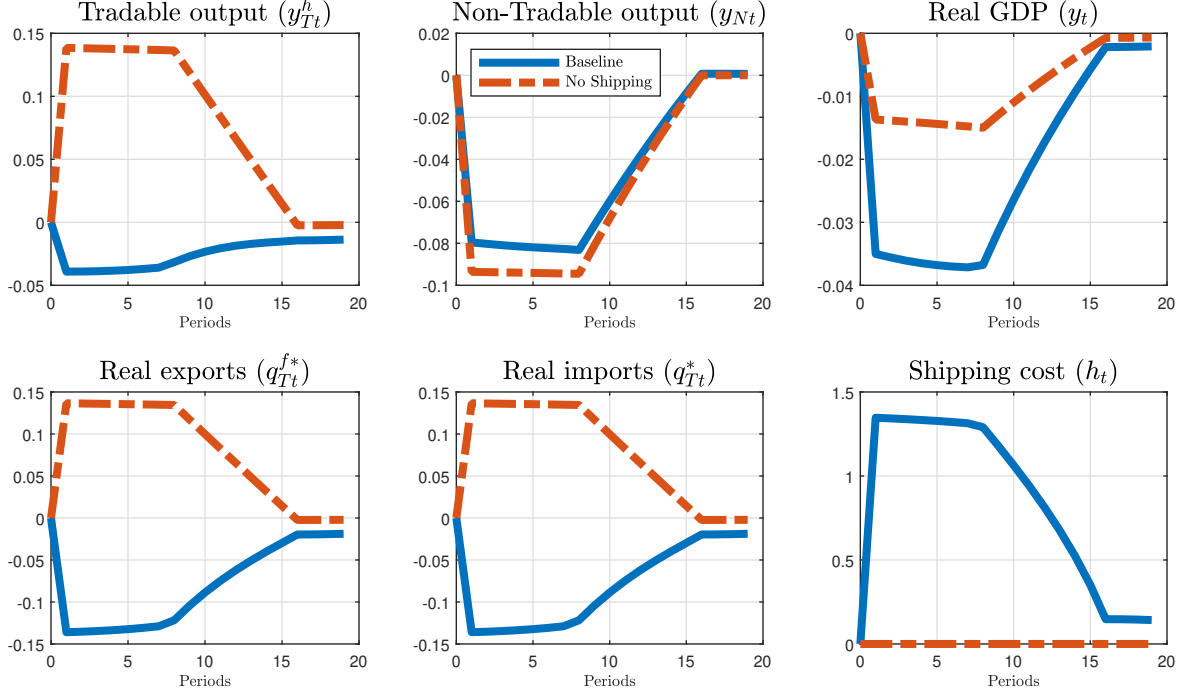 Tradable output (y^h_{Tt})
0.15
0.1
0.05
0
-0.05
0 5 10 15 20
Periods
Non-Tradable output (y_{Nt})
Baseline
No Shipping
0.02
0
-0.02
-0.04
-0.06
-0.08
-0.1
0 5 10 15 20
Periods
Real GDP (y_t)
0
-0.01
-0.02
-0.03
-0.04
0 5 10 15 20
Periods
Real exports (q^{f*}_{Tt})
0.15
0.1
0.05
0
-0.05
-0.1
-0.15
0 5 10 15 20
Periods
Real imports (q^*_{Tt})
0.15
0.1
0.05
0
-0.05
-0.1
-0.15
0 5 10 15 20
Periods
Shipping cost (h_t)
1.5
1
0.5
0
0 5 10 15 20
Periods